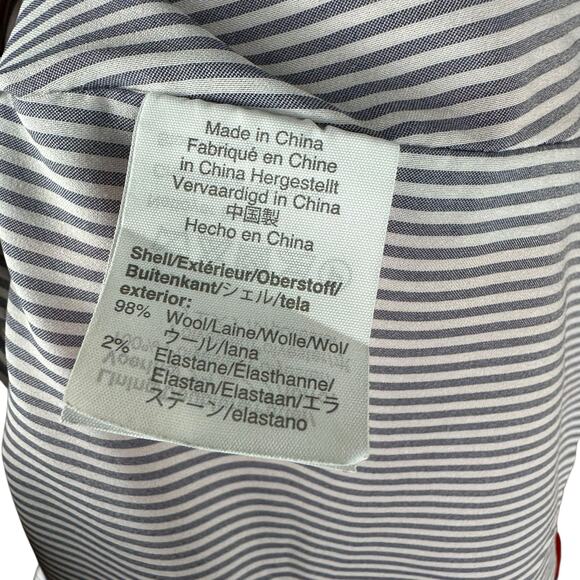 Made in China
Fabriqué en Chine
in China Hergestellt
Vervaardigd in China
中国製
Hecho en China
Shell/Extérieur/Oberstoff/
Buitenkant/シェル/tela
exterior:
98% Wool/Laine/Wolle/Wol/
ウール/lana
2% Elastane/Elasthanne/
Elastan/Elastaan/エラ
ステーン/elastano